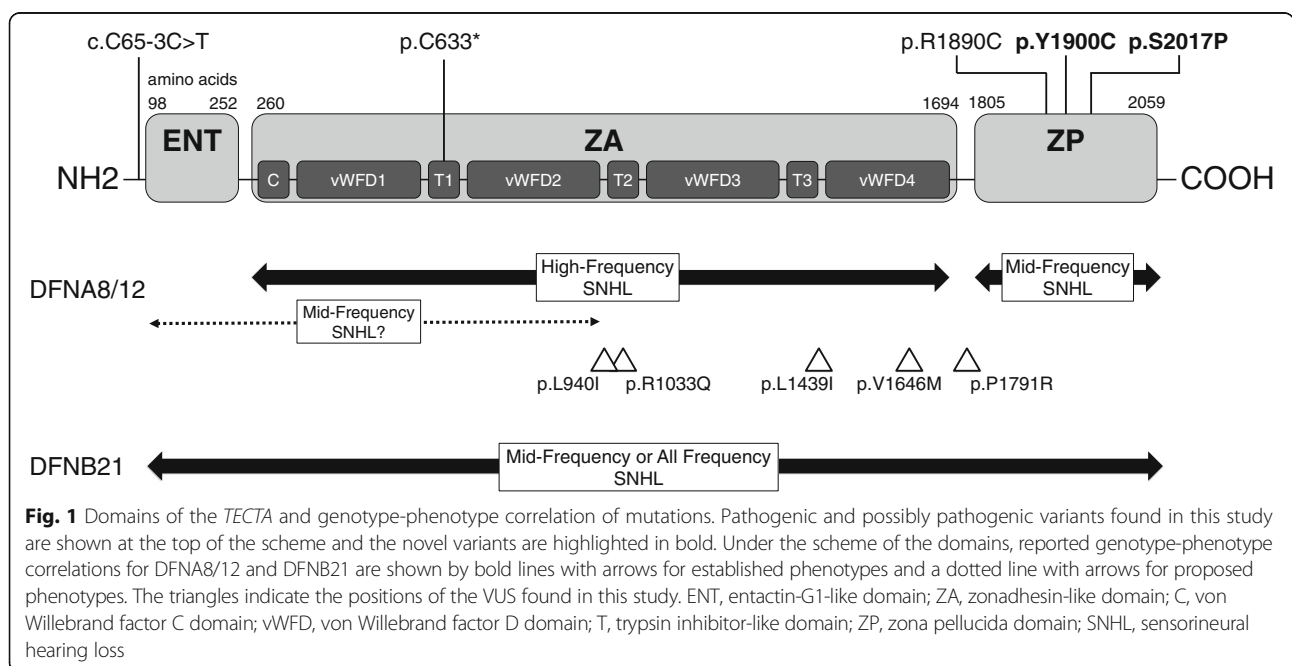 c.C65-3C>T
p.C633*
p.R1890C p.Y1900C p.S2017P
amino acids
98 252 260 1694 1805 2059
ENT ZA ZP
NH2 C vWFD1 T1 vWFD2 T2 vWFD3 T3 vWFD4 COOH
DFNA8/12
High-Frequency
SNHL
Mid-Frequency
SNHL
Mid-Frequency
SNHL?
p.L940I p.R1033Q p.L1439I p.V1646M p.P1791R
DFNB21
Mid-Frequency or All Frequency
SNHL
Fig. 1 Domains of the TECTA and genotype-phenotype correlation of mutations. Pathogenic and possibly pathogenic variants found in this study
are shown at the top of the scheme and the novel variants are highlighted in bold. Under the scheme of the domains, reported genotype-phenotype
correlations for DFNA8/12 and DFNB21 are shown by bold lines with arrows for established phenotypes and a dotted line with arrows for proposed
phenotypes. The triangles indicate the positions of the VUS found in this study. ENT, entactin-G1-like domain; ZA, zonadhesin-like domain; C, von
Willebrand factor C domain; vWFD, von Willebrand factor D domain; T, trypsin inhibitor-like domain; ZP, zona pellucida domain; SNHL, sensorineural
hearing loss